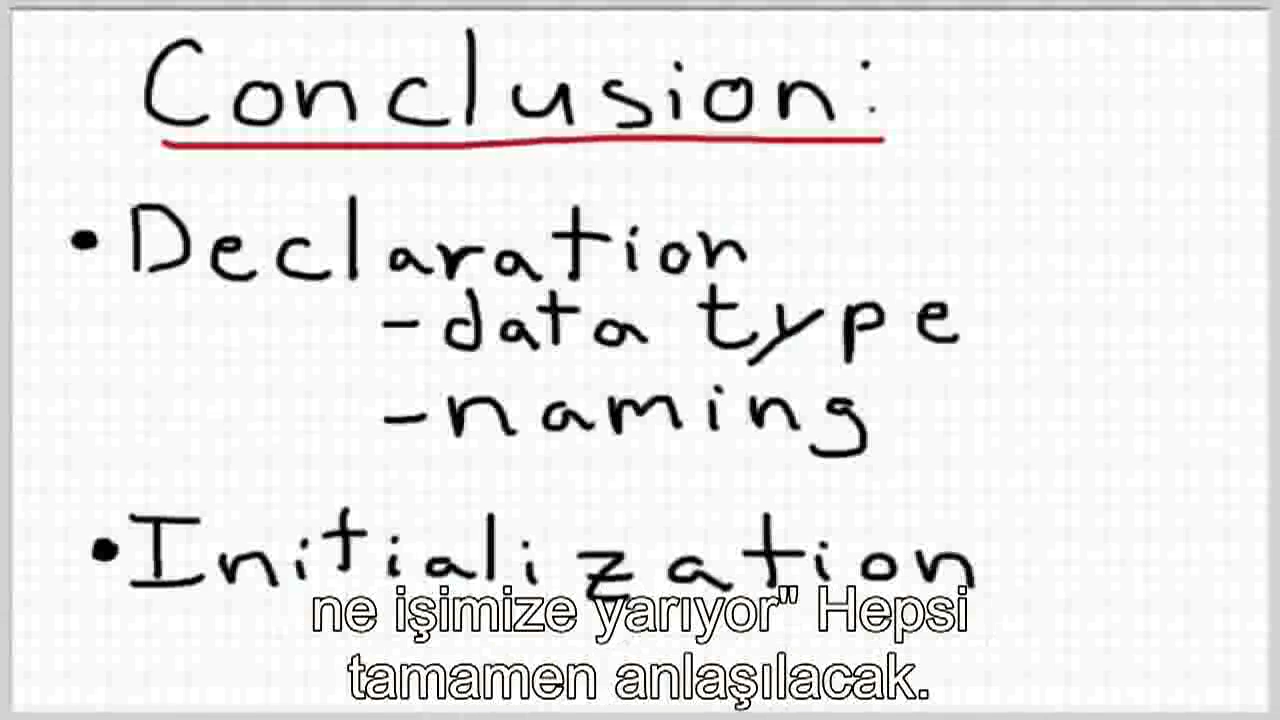 Conclusion:
• Declaration
- data type
- naming
• Initialization
ne işimize yarıyor" Hepsi
tamamen anlaşılacak.